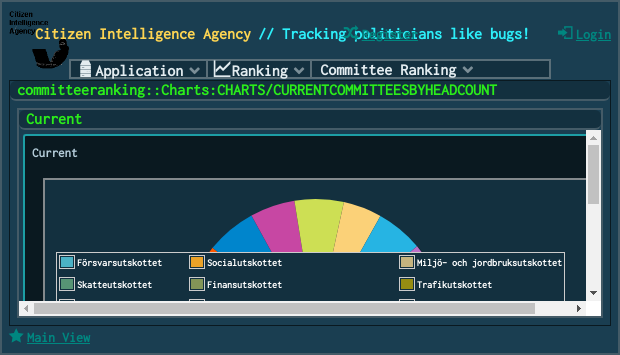 Citizen
Intelligence
Agency
Citizen Intelligence Agency // Tracking politicians like bugs!
Register
Login
Application
Ranking
Committee Ranking
committeeranking::Charts:CHARTS/CURRENTCOMMITTEESBYHEADCOUNT
Current
Current
Försvarsutskottet
Socialutskottet
Miljö- och jordbruksutskottet
Skatteutskottet
Finansutskottet
Trafikutskottet
Main View